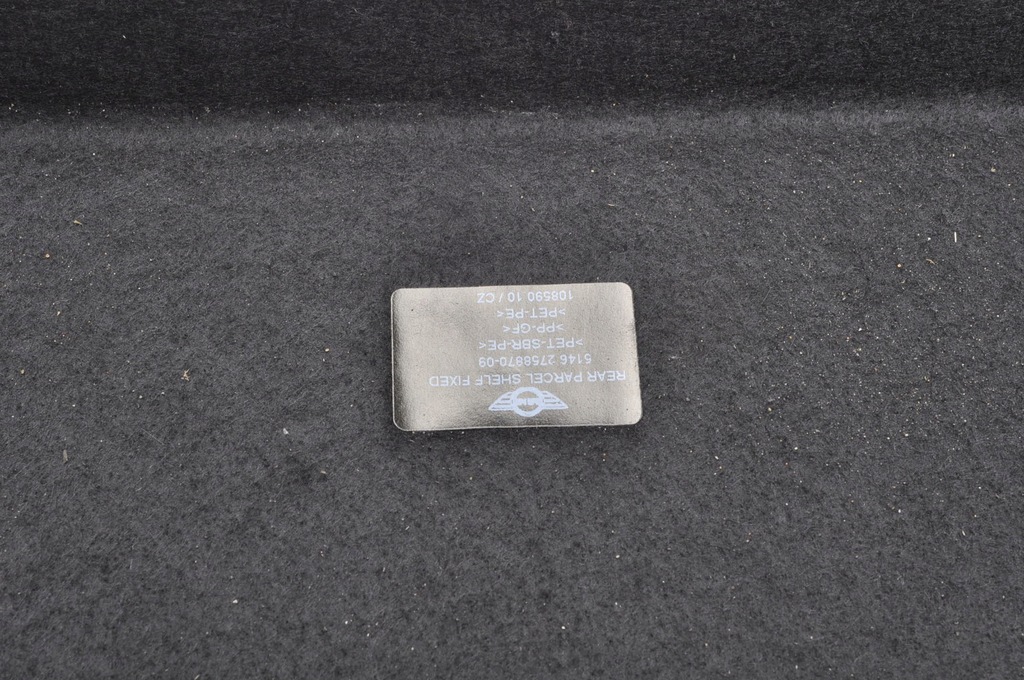 REAR PARCEL SHELF FIXED
5146 2758870-09
>PET-SBR-PE<
>PP-GF<
>PET-PE<
108590 10 / CZ